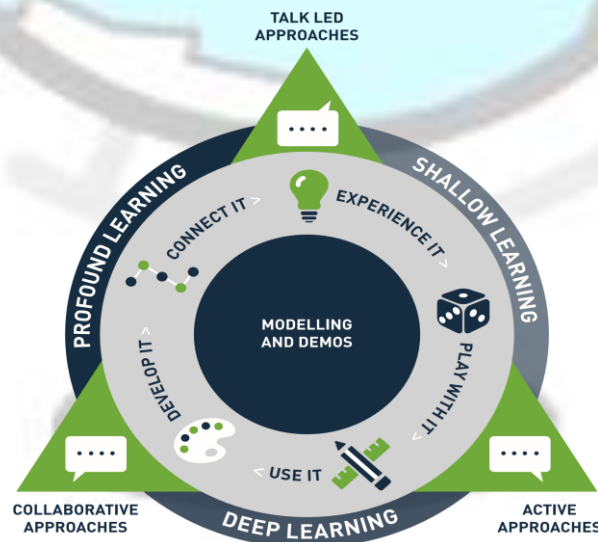 TALK LED
APPROACHES
PROFOUND LEARNING
SHALLOW LEARNING
CONNECT IT >
EXPERIENCE IT >
MODELLING
AND DEMOS
DEVELOP IT >
PLAY WITH IT >
< USE IT
COLLABORATIVE
APPROACHES
DEEP LEARNING
ACTIVE
APPROACHES